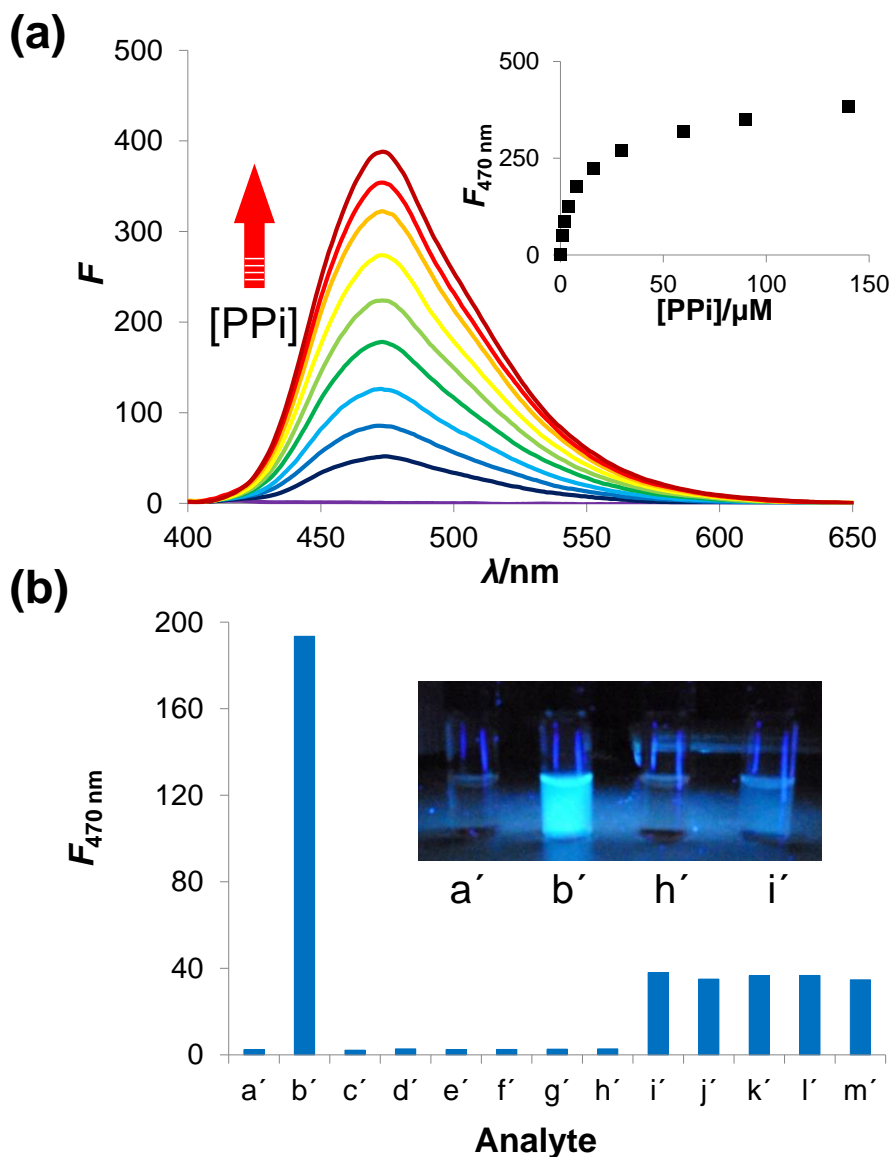 (a)
500
400
300
200
100
0
F
[PPi]
400 450 500 550 600 650
λ/nm
500
250
0
F470 nm
0 50 100 150
[PPi]/µM
(b)
200
160
120
80
40
0
F470 nm
a´ b´ h´ i´
a´ b´ c´ d´ e´ f´ g´ h´ i´ j´ k´ l´ m´
Analyte